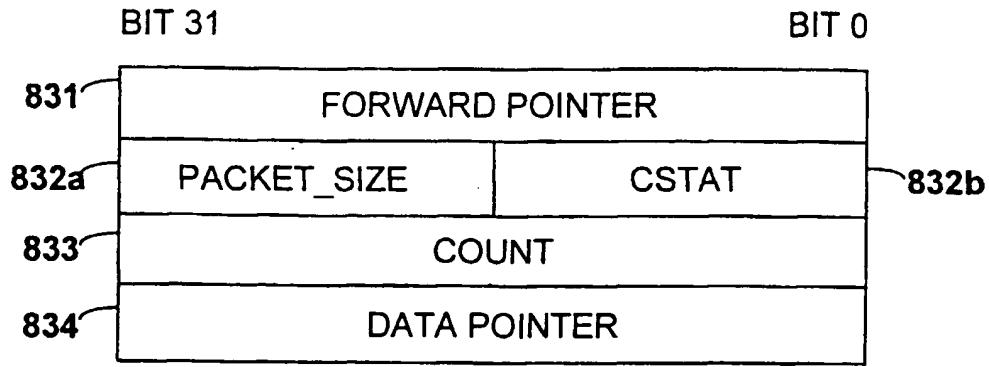 BIT 31 BIT 0
831 FORWARD POINTER
832a PACKET_SIZE CSTAT 832b
833 COUNT
834 DATA POINTER